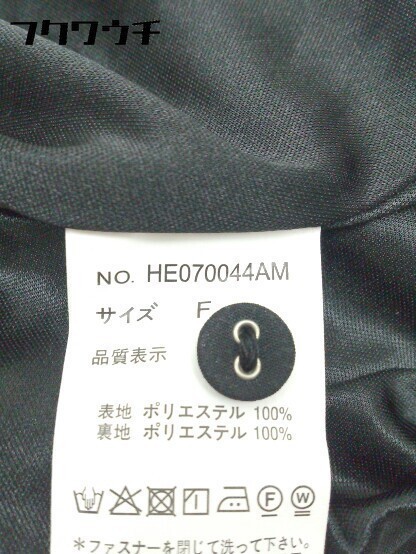 フクワウチ
NO. HE070044AM
サイズ F
品質表示
表地 ポリエステル 100%
裏地 ポリエステル 100%
F W
*ファスナーを閉じて洗って下さい。